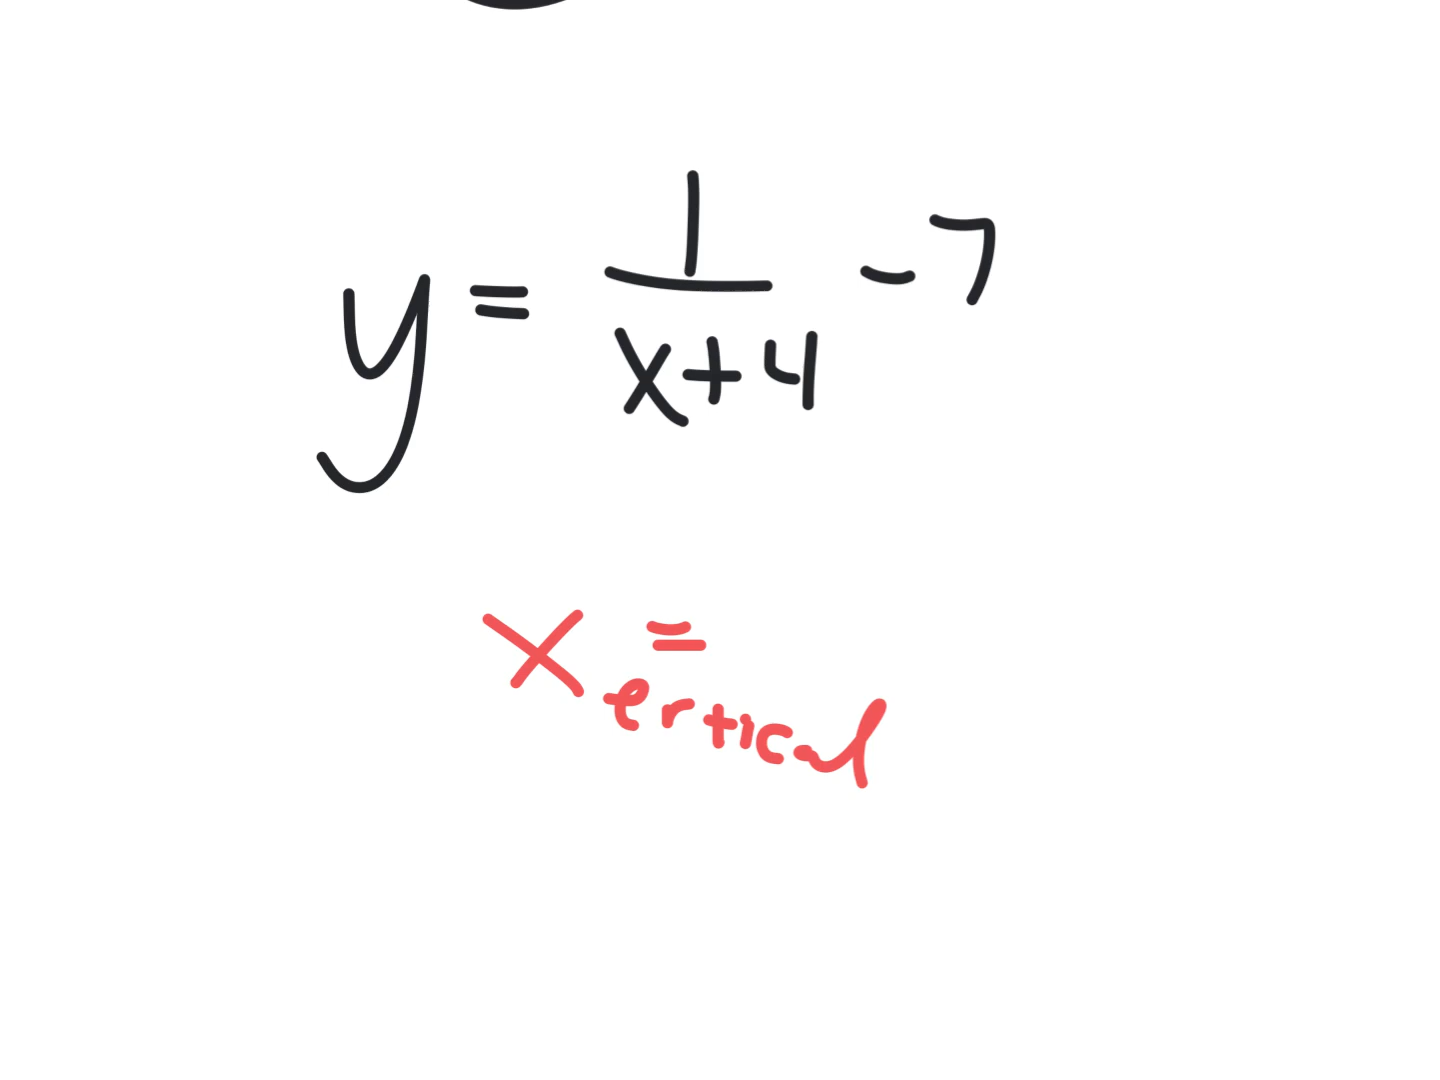 y = 1/(x+4) -7
x =
ertical